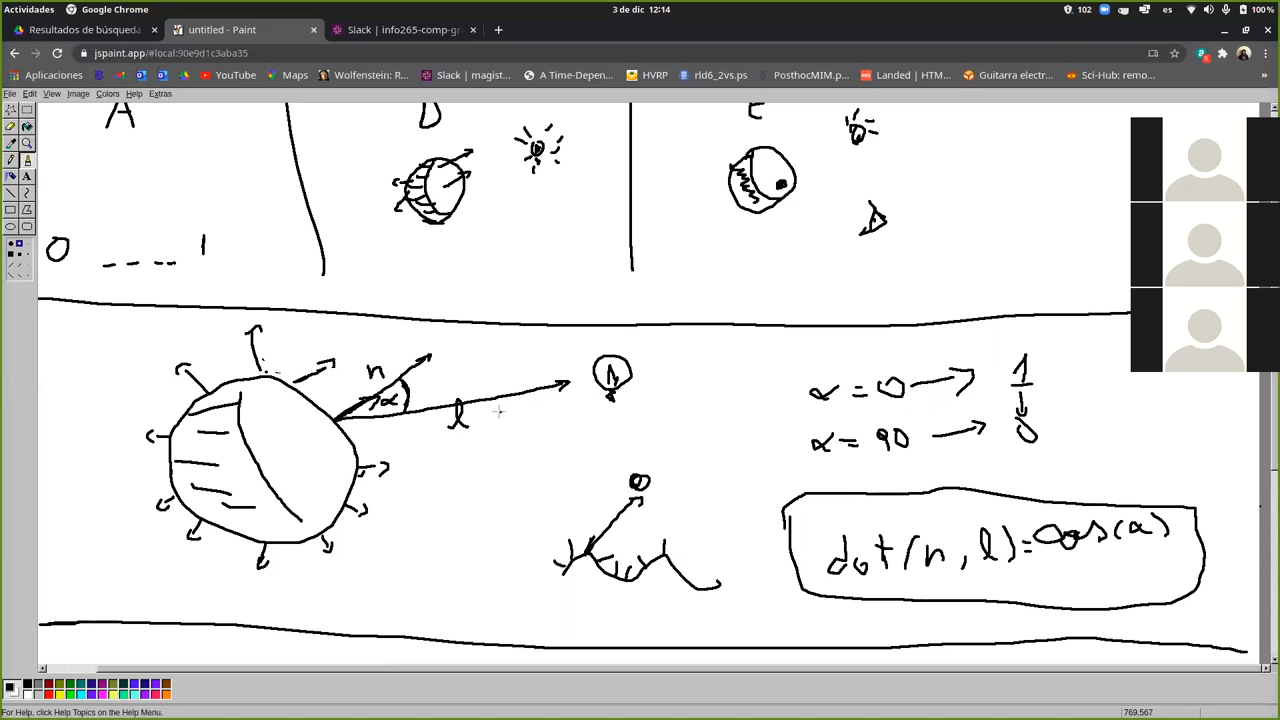 Actividades
Google Chrome
3 de dic 12:14
102
es
100 %
Resultados de búsqueda
untitled - Paint
Slack | info265-comp-gr
jspaint.app/#local:90e9d1c3aba35
Aplicaciones
YouTube
Maps
Wolfenstein: R...
Slack | magist...
A Time-Depen...
HVRP
rld6_2vs.ps
PosthocMIM.p...
Landed | HTM...
Guitarra electr...
Sci-Hub: remo...
File Edit View Image Colors Extras
A
D
E
0 _ _ _ _ 1
n
α
l
α = 0 → 1
α = 90 → 0
dot(n, l) = cos(α)
For Help, click Help Topics on the Help Menu.
769,567